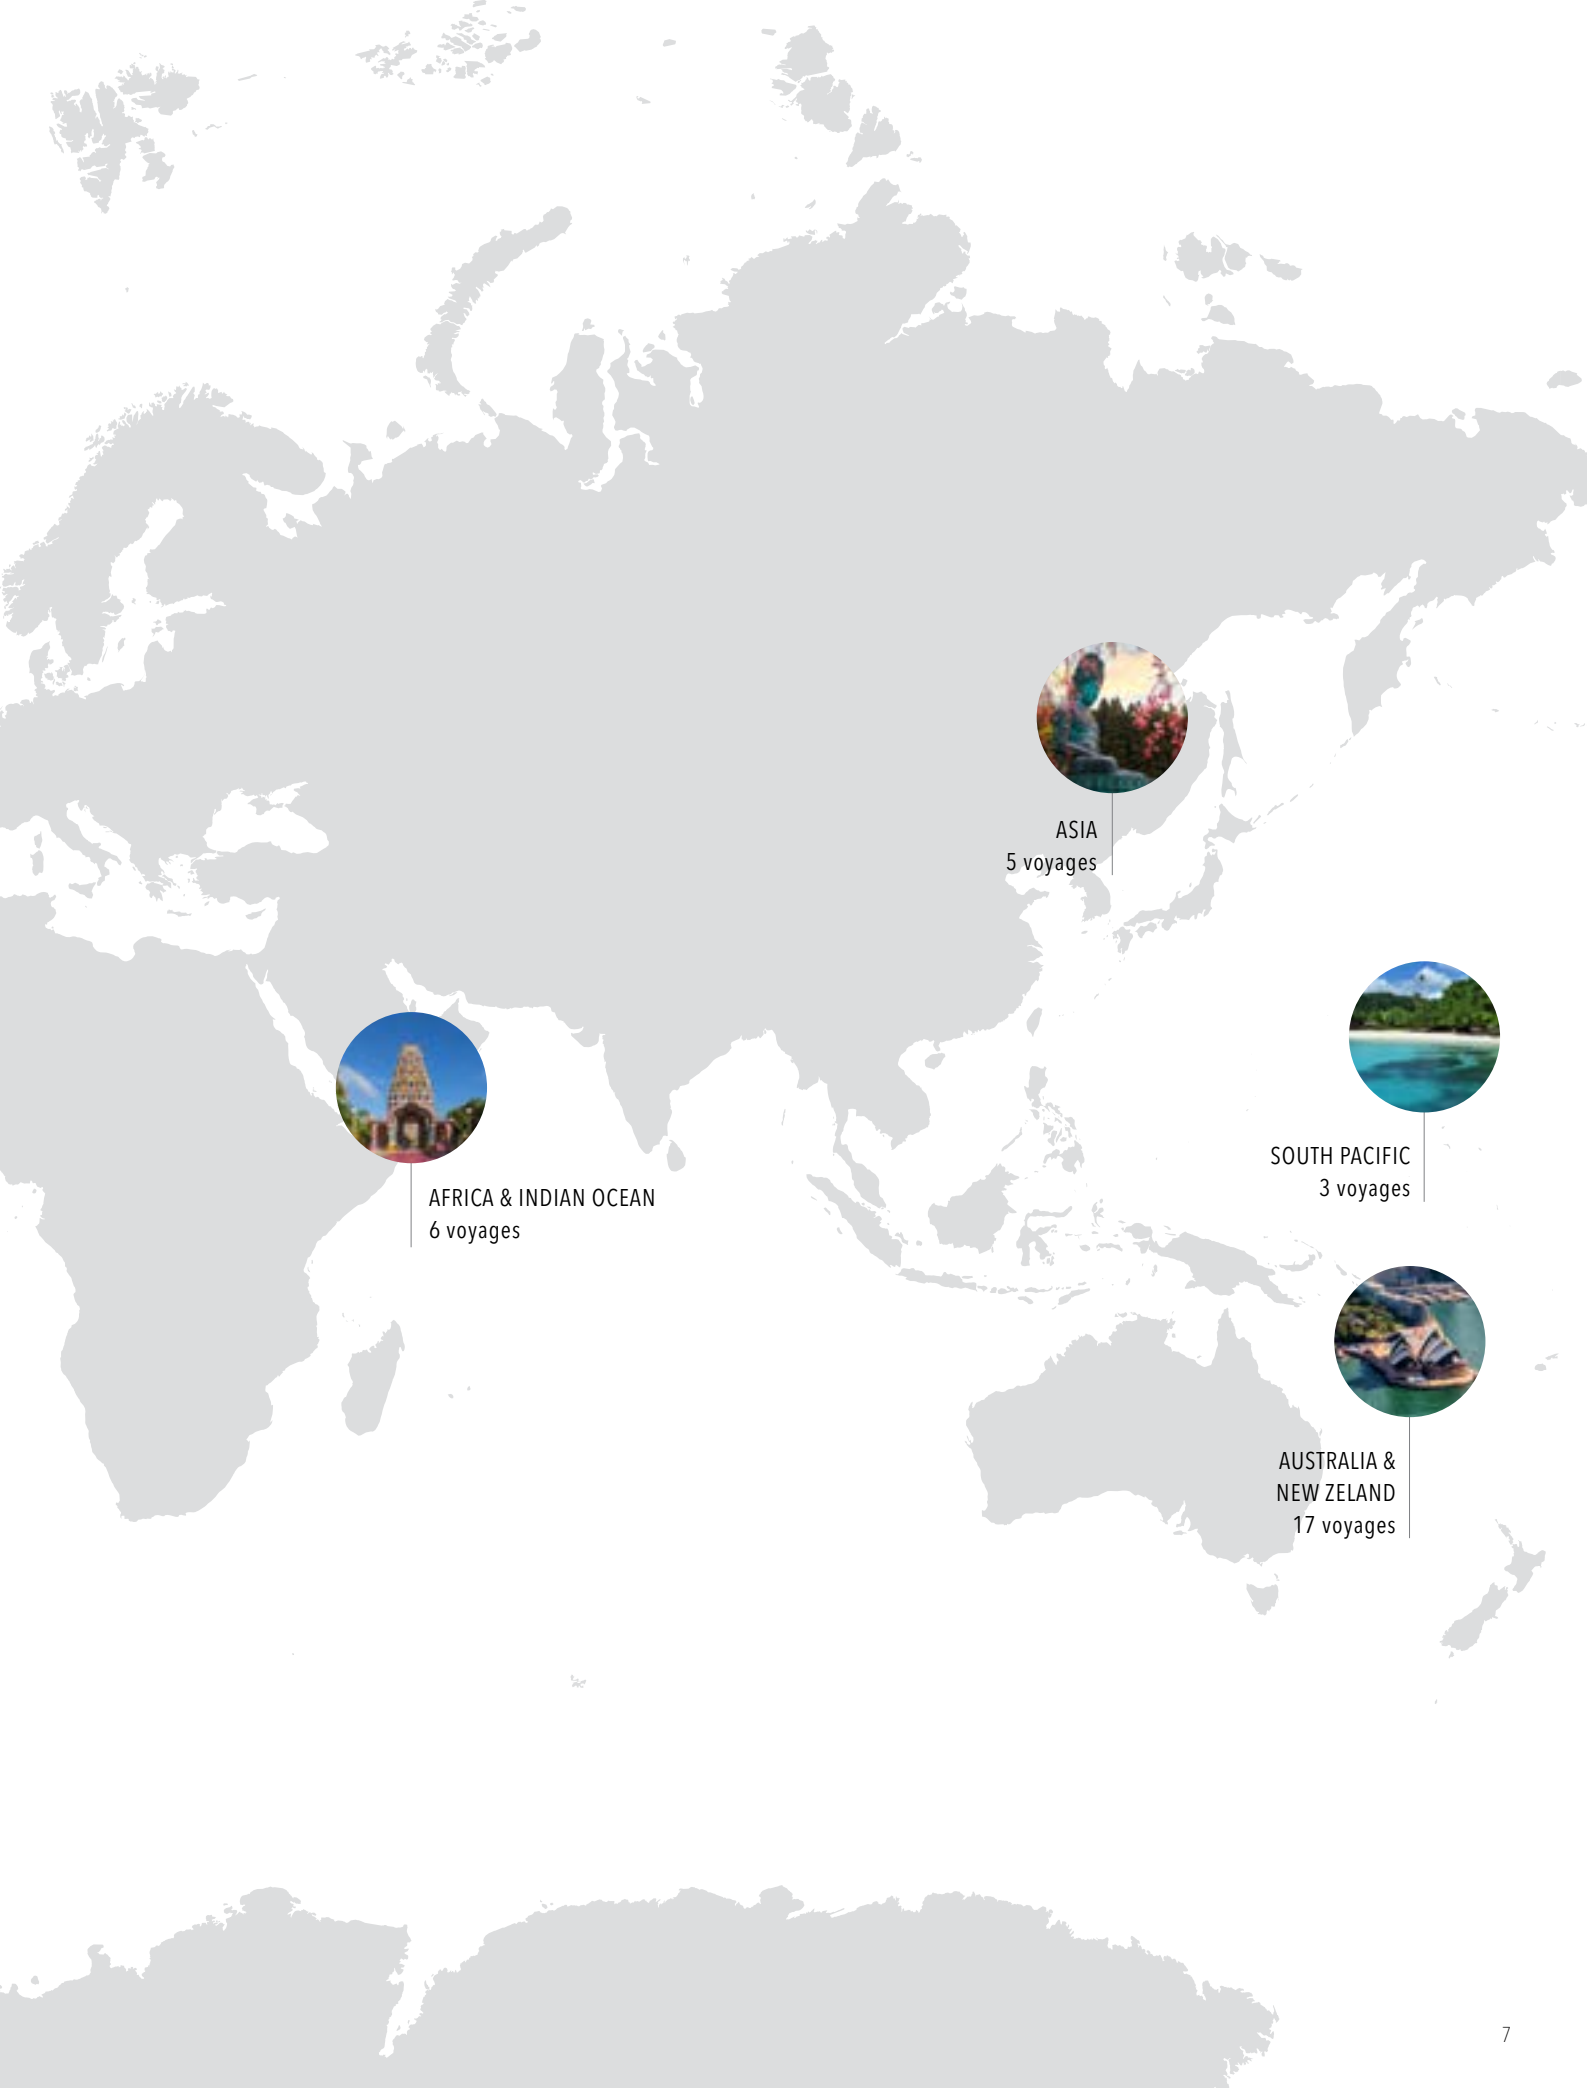 ASIA
5 voyages
SOUTH PACIFIC
3 voyages
AFRICA & INDIAN OCEAN
6 voyages
AUSTRALIA &
NEW ZELAND
17 voyages
7